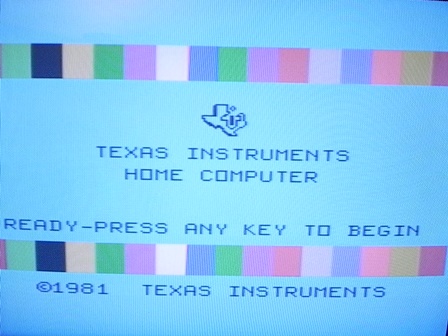 TEXAS INSTRUMENTS
HOME COMPUTER
READY-PRESS ANY KEY TO BEGIN
©1981 TEXAS INSTRUMENTS